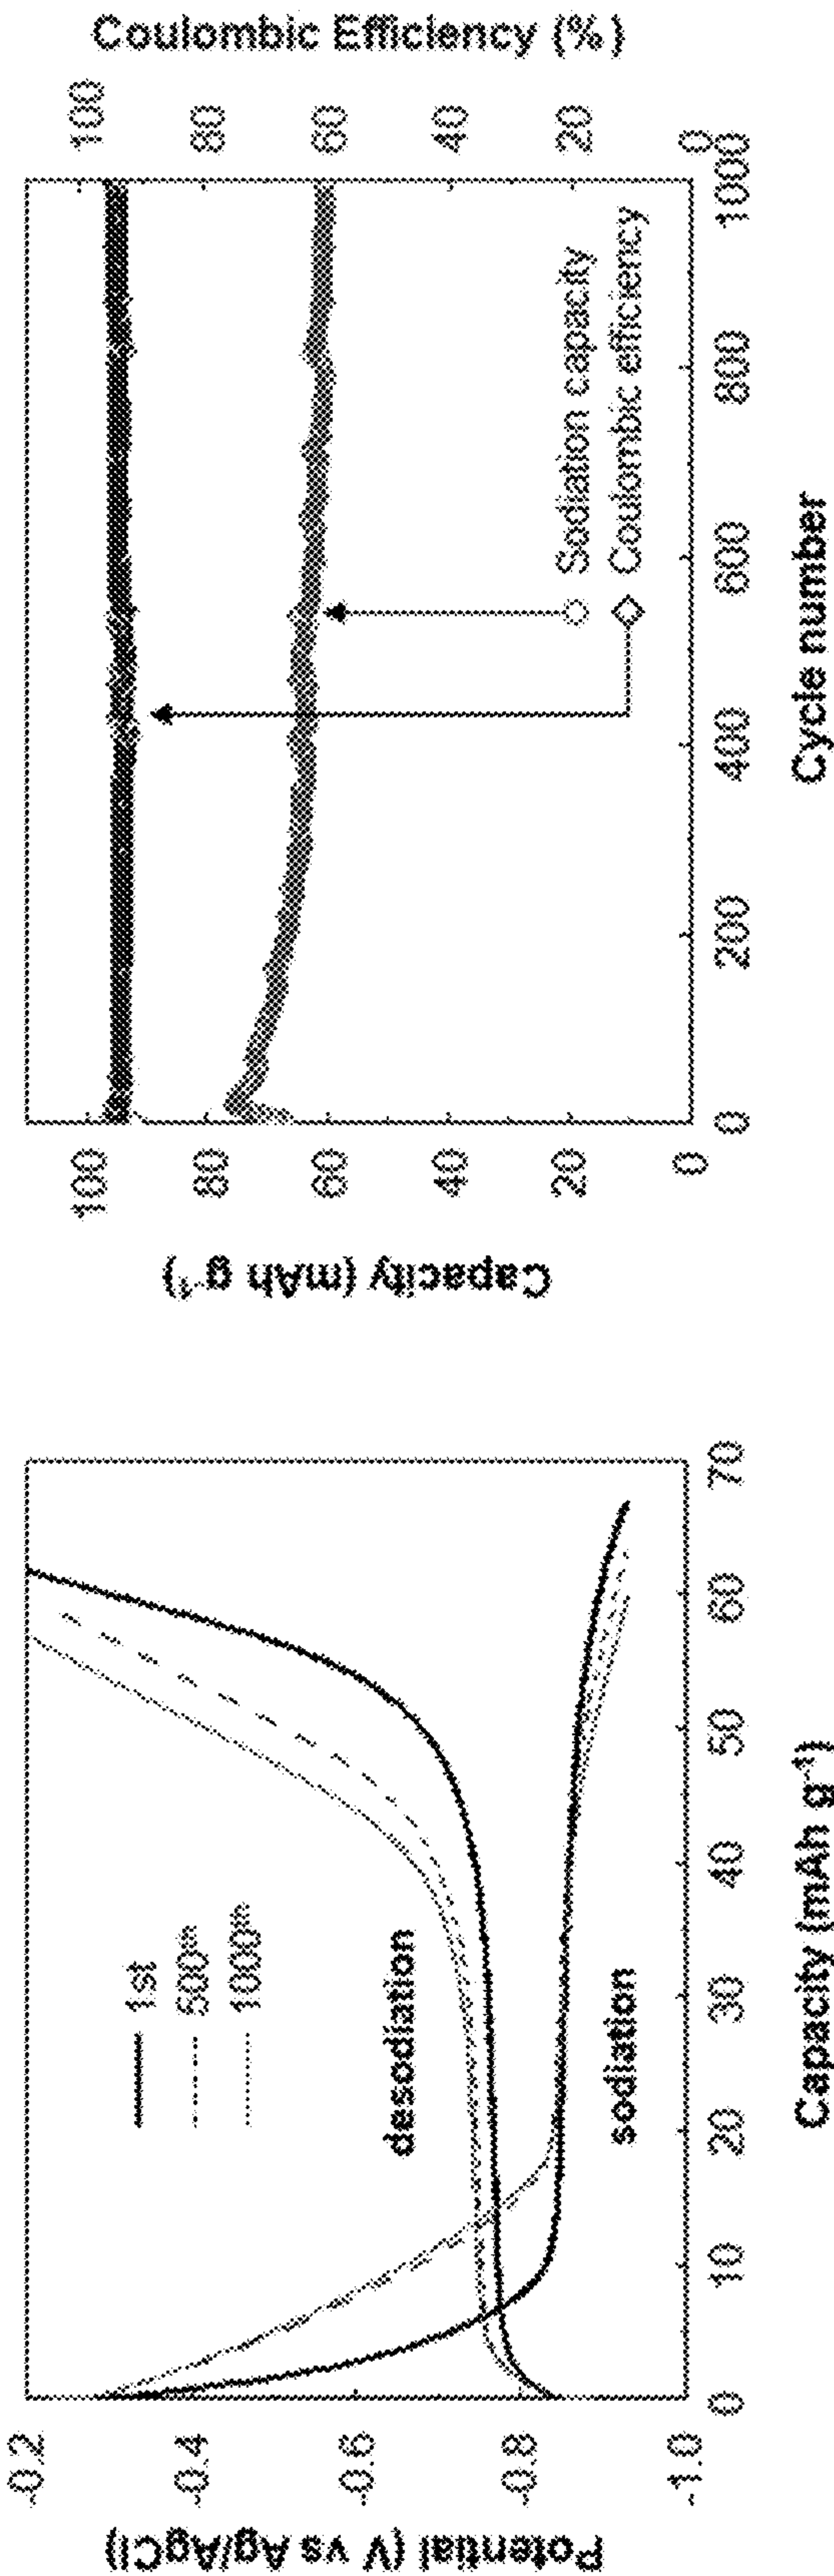 Potential (V vs Ag/AgCl)
-0.2
-0.4
-0.6
-0.8
-1.0
1st
500th
1000th
desodiation
sodiation
0 10 20 30 40 50 60 70
Capacity (mAh g-1)
Capacity (mAh g-1)
100
80
60
40
20
0
Sodiation capacity
Coulombic efficiency
0 200 400 600 800 1000
Cycle number
100
80
60
40
20
0
Coulombic Efficiency (%)